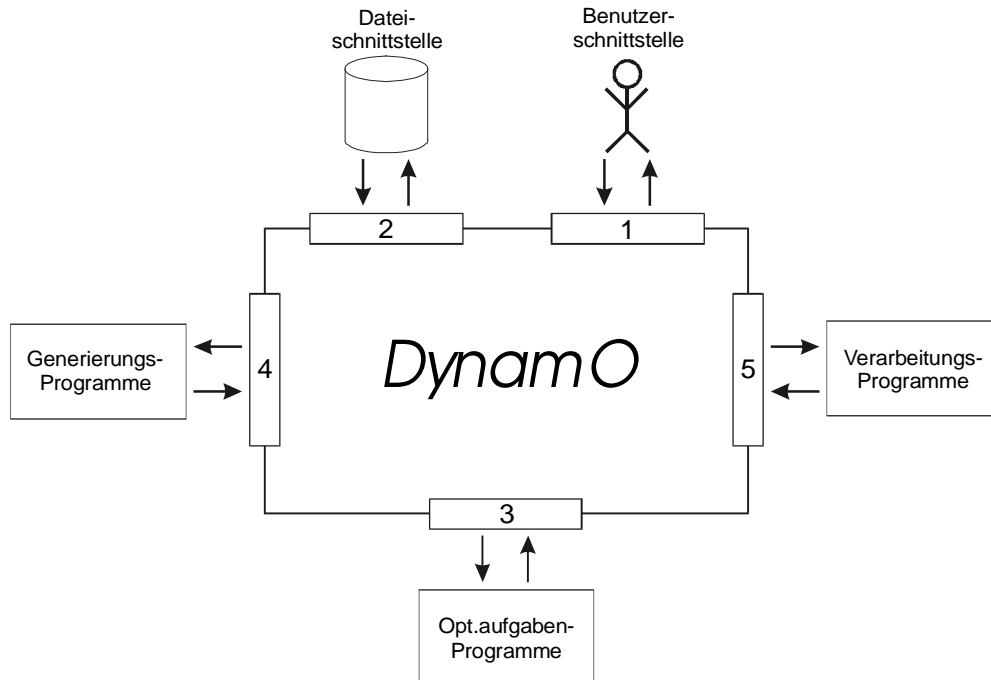 Datei-
schnittstelle
Benutzer-
schnittstelle
2
1
Generierungs-
Programme
4
DynamO
5
Verarbeitungs-
Programme
3
Opt.aufgaben-
Programme